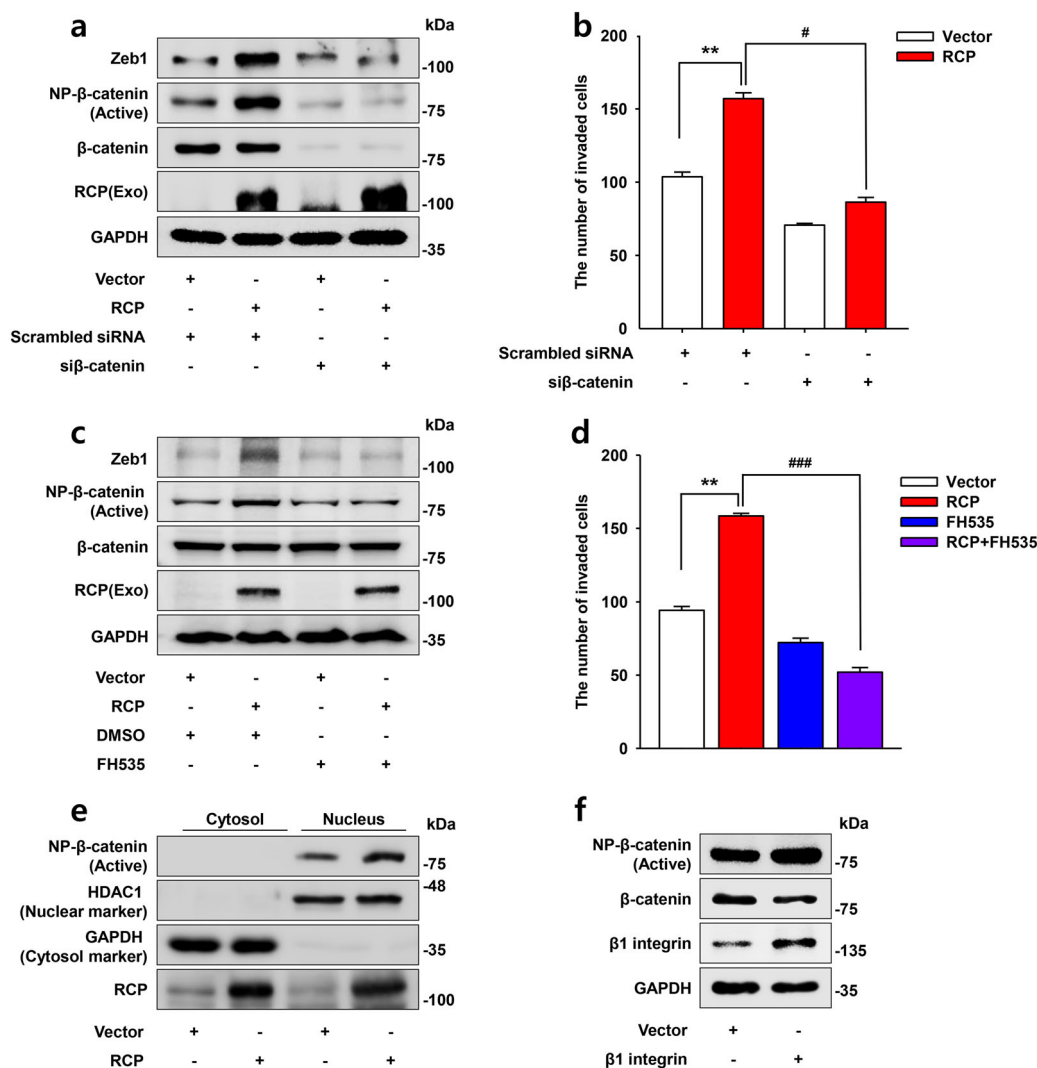 a
kDa
Zeb1
-100
NP-β-catenin
(Active)
-75
β-catenin
-75
RCP(Exo)
-100
GAPDH
-35
Vector + - + -
RCP - + - +
Scrambled siRNA + + - -
siβ-catenin - - + +
b
Vector
RCP
The number of invaded cells
200
150
100
50
0
**
#
Scrambled siRNA + + - -
siβ-catenin - - + +
c
kDa
Zeb1
-100
NP-β-catenin
(Active)
-75
β-catenin
-75
RCP(Exo)
-100
GAPDH
-35
Vector + - + -
RCP - + - +
DMSO + + - -
FH535 - - + +
d
Vector
RCP
FH535
RCP+FH535
The number of invaded cells
200
150
100
50
0
**
###
e
Cytosol Nucleus
kDa
NP-β-catenin
(Active)
-75
-48
HDAC1
(Nuclear marker)
GAPDH
(Cytosol marker)
-35
RCP
-100
Vector + - + -
RCP - + - +
f
kDa
NP-β-catenin
(Active)
-75
β-catenin
-75
β1 integrin
-135
GAPDH
-35
Vector + -
β1 integrin - +